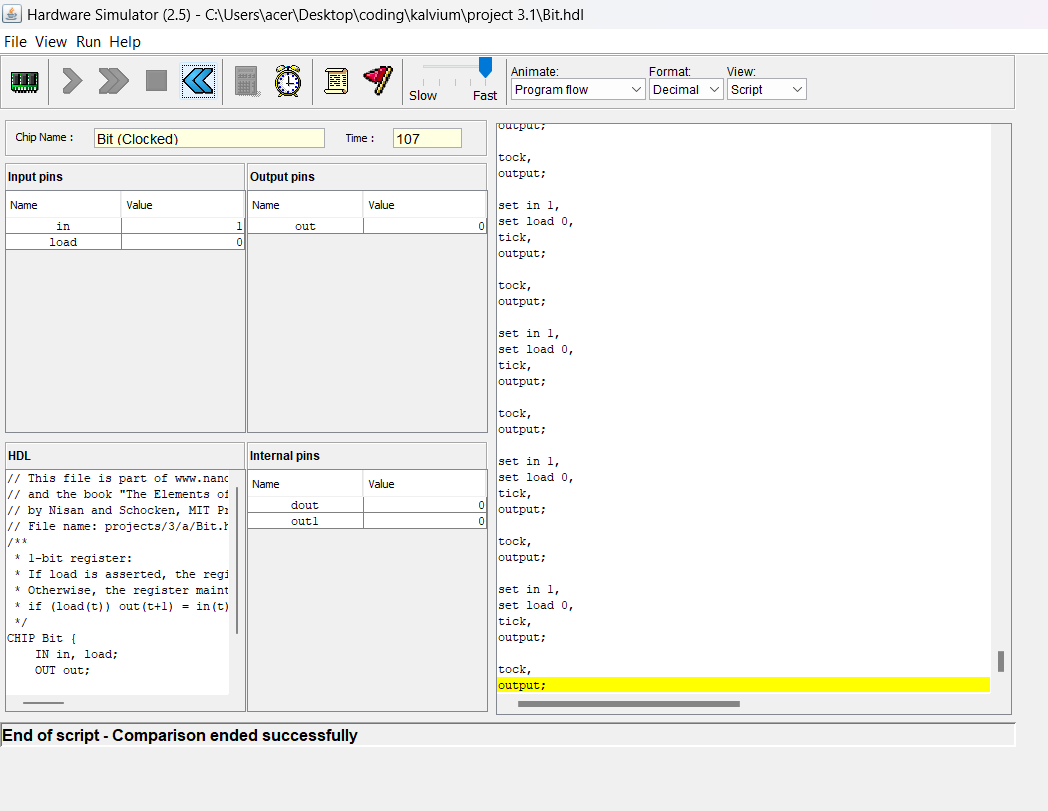 Hardware Simulator (2.5) - C:\Users\acer\Desktop\coding\kalvium\project 3.1\Bit.hdl
File View Run Help
Slow Fast
Animate: Format: View:
Program flow Decimal Script
Chip Name : Bit (Clocked) Time : 107
Input pins
Name Value
in 1
load 0
Output pins
Name Value
out 0
HDL
// This file is part of www.nand
// and the book "The Elements of
// by Nisan and Schocken, MIT Pr
// File name: projects/3/a/Bit.h
/**
* 1-bit register:
* If load is asserted, the regi
* Otherwise, the register maint
* if (load(t)) out(t+1) = in(t)
*/
CHIP Bit {
IN in, load;
OUT out;
Internal pins
Name Value
dout 0
out1 0
output;
tock,
output;
set in 1,
set load 0,
tick,
output;
tock,
output;
set in 1,
set load 0,
tick,
output;
tock,
output;
set in 1,
set load 0,
tick,
output;
tock,
output;
set in 1,
set load 0,
tick,
output;
tock,
output;
End of script - Comparison ended successfully